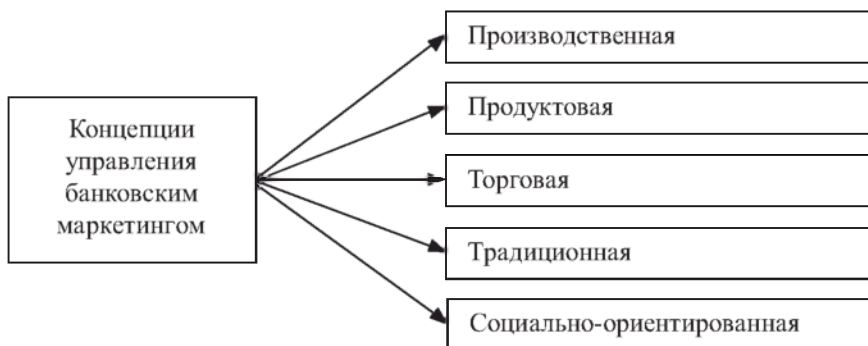 Концепции
управления
банковским
маркетингом
Производственная
Продуктовая
Торговая
Традиционная
Социально-ориентированная